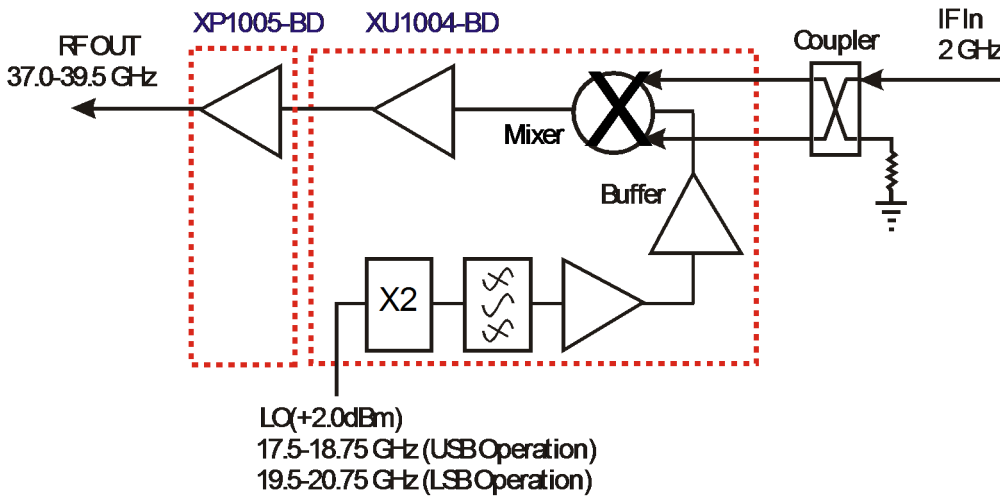 XP1005-BD
XU1004-BD
RF OUT
37.0-39.5 GHz
IF In
2 GHz
Coupler
Mixer
Buffer
X2
LO(+2.0dBm)
17.5-18.75 GHz (USB Operation)
19.5-20.75 GHz (LSB Operation)